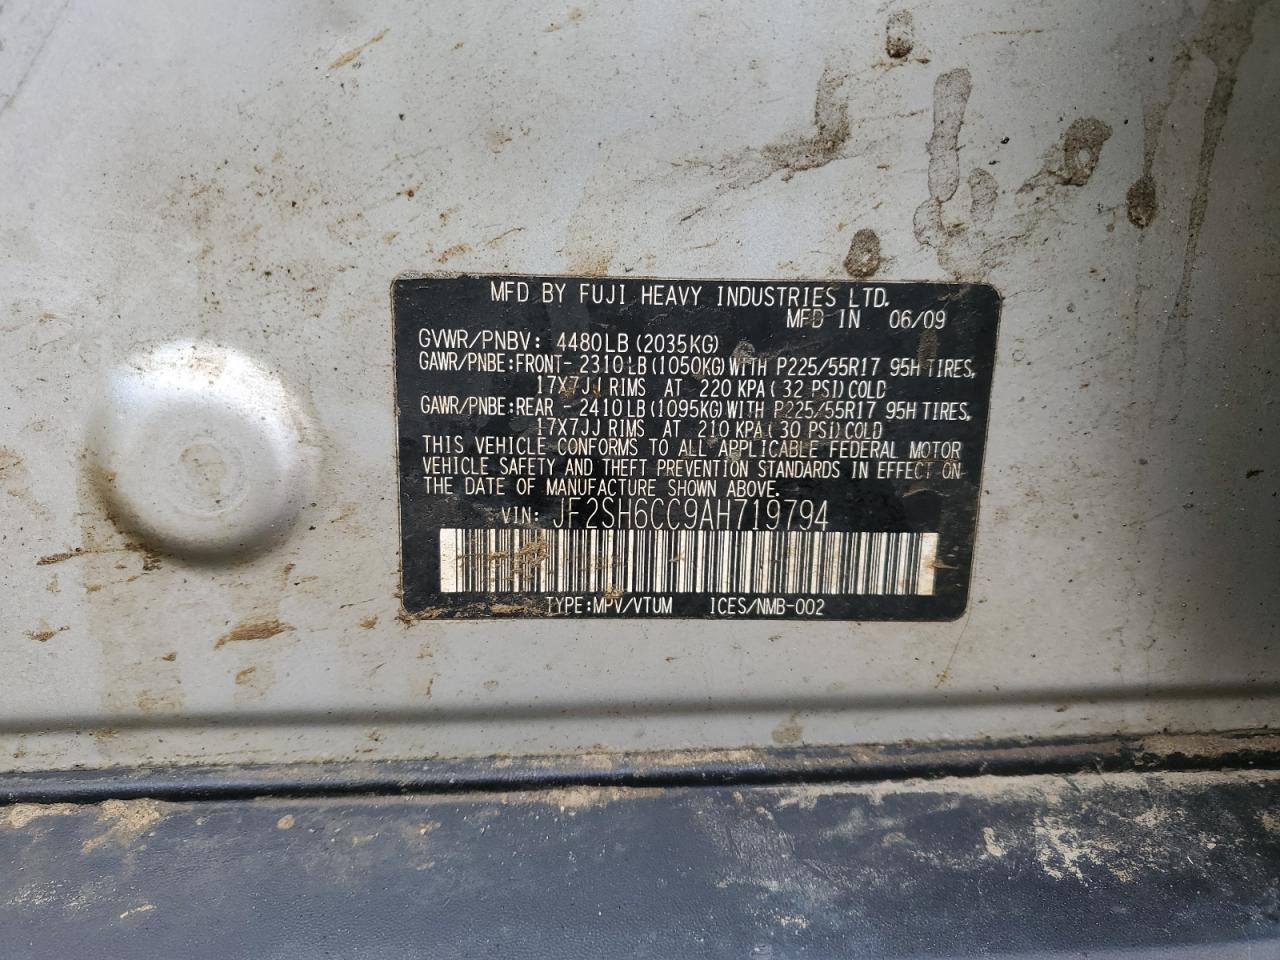 MFD BY FUJI HEAVY INDUSTRIES LTD.
MFD IN 06/09
GVWR/PNBV: 4480LB (2035KG)
GAWR/PNBE:FRONT- 2310LB (1050KG) WITH P225/55R17 95H TIRES,
17X7JJ RIMS AT 220 KPA ( 32 PSI) COLD
GAWR/PNBE:REAR - 2410LB (1095KG) WITH P225/55R17 95H TIRES,
17X7JJ RIMS AT 210 KPA ( 30 PSI) COLD
THIS VEHICLE CONFORMS TO ALL APPLICABLE FEDERAL MOTOR
VEHICLE SAFETY AND THEFT PREVENTION STANDARDS IN EFFECT ON
THE DATE OF MANUFACTURE SHOWN ABOVE.
VIN: JF2SH6CC9AH719794
TYPE:MPV/VTUM ICES/NMB-002